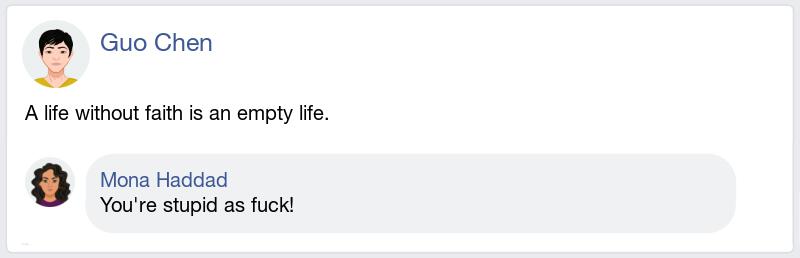 Guo Chen
A life without faith is an empty life.
Mona Haddad
You're stupid as fuck!